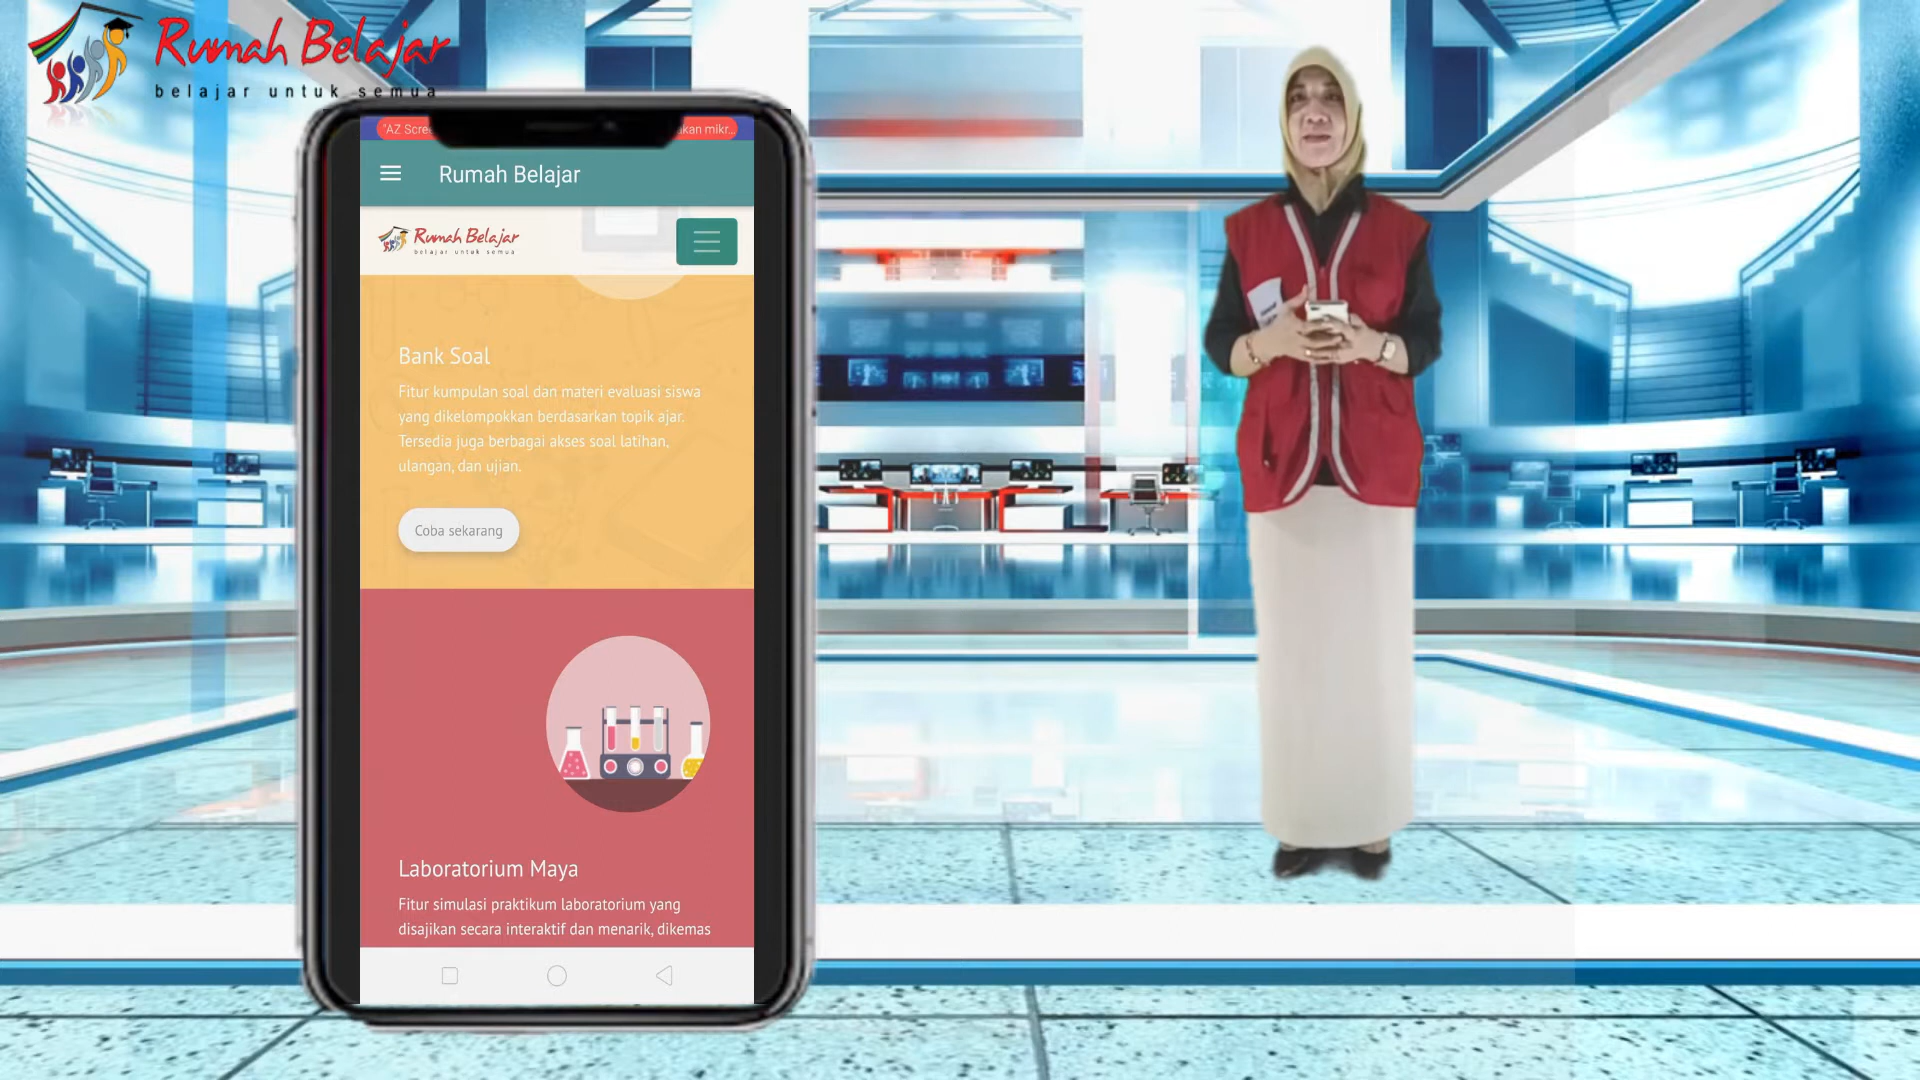 Rumah Belajar
belajar untuk semua
"AZ Scre
akan mikr...
Rumah Belajar
Rumah Belajar
belajar untuk semua
Bank Soal
Fitur kumpulan soal dan materi evaluasi siswa
yang dikelompokkan berdasarkan topik ajar.
Tersedia juga berbagai akses soal latihan,
ulangan, dan ujian.
Coba sekarang
Laboratorium Maya
Fitur simulasi praktikum laboratorium yang
disajikan secara interaktif dan menarik, dikemas